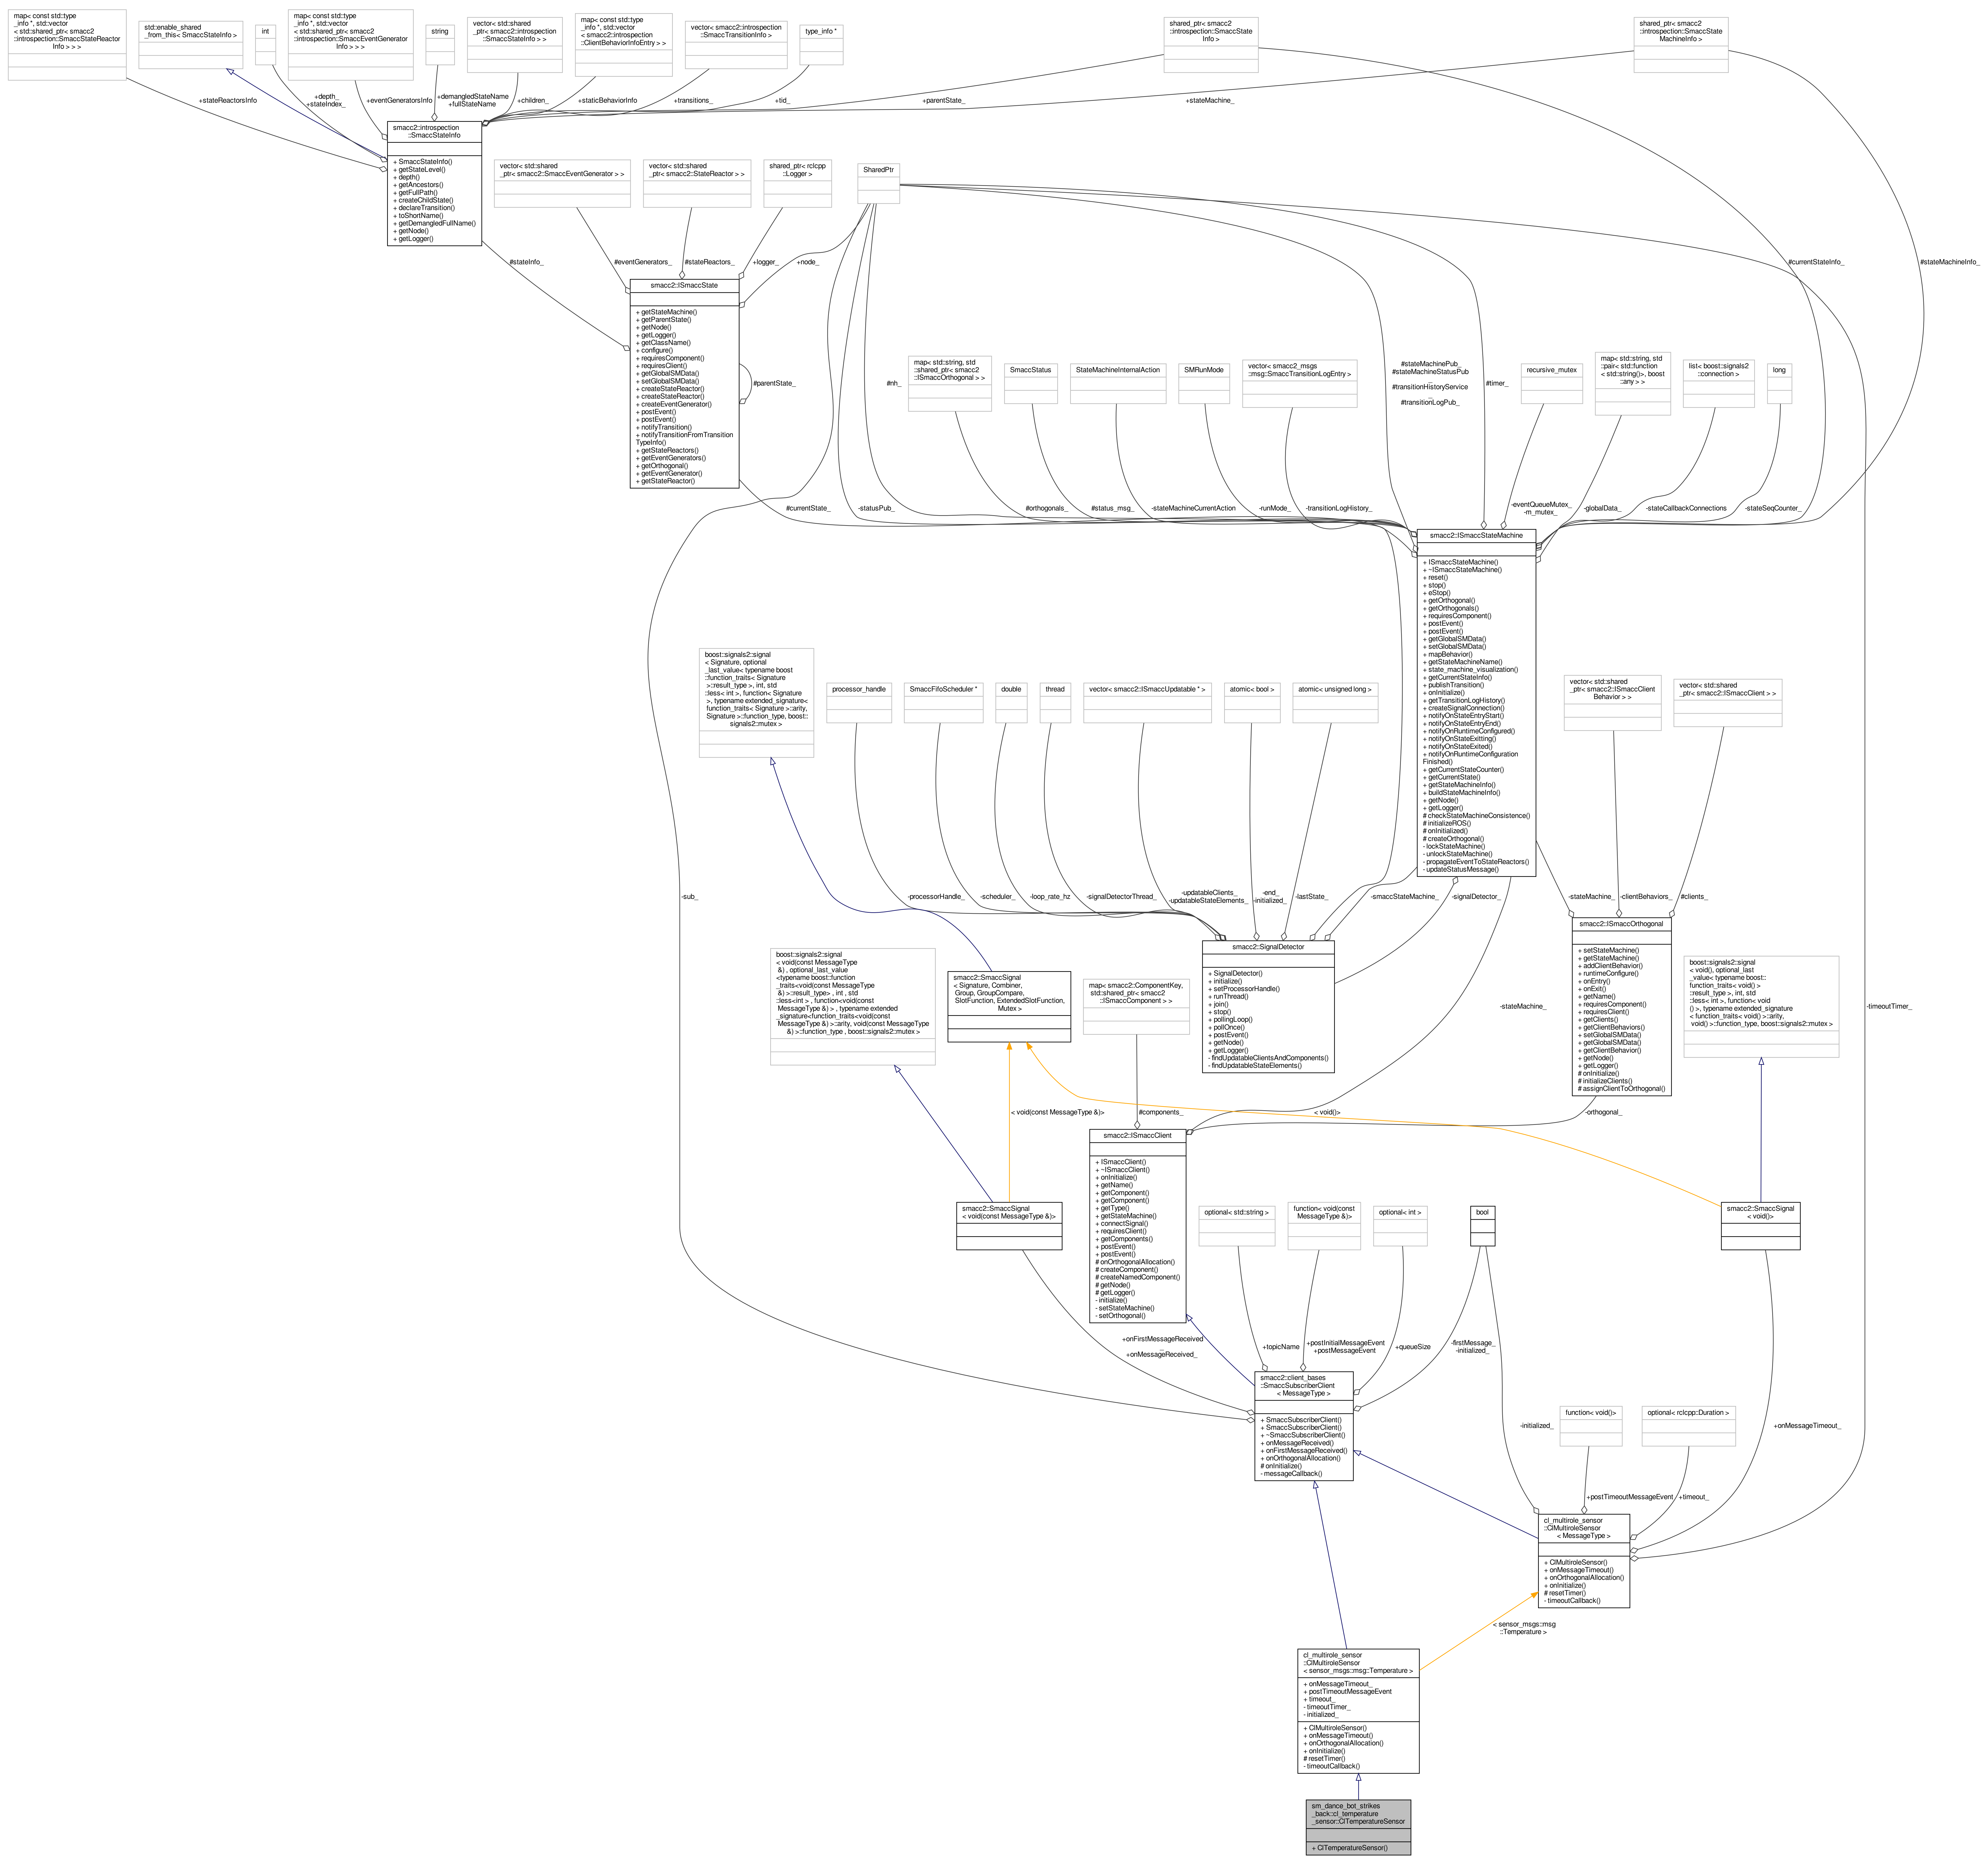 map< const std::type
_info *, std::vector
< std::shared_ptr< smacc2
::introspection::SmaccStateReactor
Info > > >
std::enable_shared
_from_this< SmaccStateInfo >
int
map< const std::type
_info *, std::vector
< std::shared_ptr< smacc2
::introspection::SmaccEventGenerator
Info > > >
string
vector< std::shared
_ptr< smacc2::introspection
::SmaccStateInfo > >
map< const std::type
_info *, std::vector
< smacc2::introspection
::ClientBehaviorInfoEntry > >
vector< smacc2::introspection
::SmaccTransitionInfo >
type_info *
shared_ptr< smacc2
::introspection::SmaccState
Info >
shared_ptr< smacc2
::introspection::SmaccState
MachineInfo >
+stateReactorsInfo
+depth_
+stateIndex_
+eventGeneratorsInfo
+demangledStateName
+fullStateName
+children_
+staticBehaviorInfo
+transitions_
+tid_
+parentState_
+stateMachine_
smacc2::introspection
::SmaccStateInfo
+ SmaccStateInfo()
+ getStateLevel()
+ depth()
+ getAncestors()
+ getFullPath()
+ createChildState()
+ declareTransition()
+ toShortName()
+ getDemangledFullName()
+ getNode()
+ getLogger()
vector< std::shared
_ptr< smacc2::SmaccEventGenerator > >
vector< std::shared
_ptr< smacc2::StateReactor > >
shared_ptr< rclcpp
::Logger >
SharedPtr
#stateInfo_
#eventGenerators_
#stateReactors_
+logger_
+node_
#currentStateInfo_
#stateMachineInfo_
smacc2::ISmaccState
+ getStateMachine()
+ getParentState()
+ getNode()
+ getLogger()
+ getClassName()
+ configure()
+ requiresComponent()
+ requiresClient()
+ getGlobalSMData()
+ setGlobalSMData()
+ createStateReactor()
+ createStateReactor()
+ createEventGenerator()
+ postEvent()
+ postEvent()
+ notifyTransition()
+ notifyTransitionFromTransition
TypeInfo()
+ getStateReactors()
+ getEventGenerators()
+ getOrthogonal()
+ getEventGenerator()
+ getStateReactor()
#parentState_
#nh_
map< std::string, std
::shared_ptr< smacc2
::ISmaccOrthogonal > >
SmaccStatus
StateMachineInternalAction
SMRunMode
vector< smacc2_msgs
::msg::SmaccTransitionLogEntry >
#stateMachinePub_
#stateMachineStatusPub
_
#transitionHistoryService
_
#transitionLogPub_
#timer_
recursive_mutex
map< std::string, std
::pair< std::function
< std::string()>, boost
::any > >
list< boost::signals2
::connection >
long
#currentState_
-statusPub_
#orthogonals_
#status_msg_
-stateMachineCurrentAction
-runMode_
-transitionLogHistory_
-eventQueueMutex_
-m_mutex_
-globalData_
-stateCallbackConnections
-stateSeqCounter_
smacc2::ISmaccStateMachine
+ ISmaccStateMachine()
+ ~ISmaccStateMachine()
+ reset()
+ stop()
+ eStop()
+ getOrthogonal()
+ getOrthogonals()
+ requiresComponent()
+ postEvent()
+ postEvent()
+ getGlobalSMData()
+ setGlobalSMData()
+ mapBehavior()
+ getStateMachineName()
+ state_machine_visualization()
+ getCurrentStateInfo()
+ publishTransition()
+ onInitialize()
+ getTransitionLogHistory()
+ createSignalConnection()
+ notifyOnStateEntryStart()
+ notifyOnStateEntryEnd()
+ notifyOnRuntimeConfigured()
+ notifyOnStateExitting()
+ notifyOnStateExited()
+ notifyOnRuntimeConfiguration
Finished()
+ getCurrentStateCounter()
+ getCurrentState()
+ getStateMachineInfo()
+ buildStateMachineInfo()
+ getNode()
+ getLogger()
# checkStateMachineConsistence()
# initializeROS()
# onInitialized()
# createOrthogonal()
- lockStateMachine()
- unlockStateMachine()
- propagateEventToStateReactors()
- updateStatusMessage()
boost::signals2::signal
< Signature, optional
_last_value< typename boost
::function_traits< Signature
>::result_type >, int, std
::less< int >, function< Signature
>, typename extended_signature<
function_traits< Signature >::arity,
Signature >::function_type, boost::
signals2::mutex >
processor_handle
SmaccFifoScheduler *
double
thread
vector< smacc2::ISmaccUpdatable * >
atomic< bool >
atomic< unsigned long >
vector< std::shared
_ptr< smacc2::ISmaccClient
Behavior > >
vector< std::shared
_ptr< smacc2::ISmaccClient > >
-sub_
-processorHandle_
-scheduler_
-loop_rate_hz
-signalDetectorThread_
-updatableClients_
-updatableStateElements_
-end_
-initialized_
-lastState_
-smaccStateMachine_
-signalDetector_
-stateMachine_
-clientBehaviors_
#clients_
smacc2::ISmaccOrthogonal
+ setStateMachine()
+ getStateMachine()
+ addClientBehavior()
+ runtimeConfigure()
+ onEntry()
+ onExit()
+ getName()
+ requiresComponent()
+ requiresClient()
+ getClients()
+ getClientBehaviors()
+ setGlobalSMData()
+ getGlobalSMData()
+ getClientBehavior()
+ getNode()
+ getLogger()
# onInitialize()
# initializeClients()
# assignClientToOrthogonal()
smacc2::SignalDetector
+ SignalDetector()
+ initialize()
+ setProcessorHandle()
+ runThread()
+ join()
+ stop()
+ pollingLoop()
+ pollOnce()
+ postEvent()
+ getNode()
+ getLogger()
- findUpdatableClientsAndComponents()
- findUpdatableStateElements()
boost::signals2::signal
< void(const MessageType
&) , optional_last_value
<typename boost::function
_traits<void(const MessageType
&) >::result_type> , int , std
::less<int > , function<void(const
MessageType &) > , typename extended
_signature<function_traits<void(const
MessageType &) >::arity, void(const MessageType
&) >::function_type , boost::signals2::mutex >
smacc2::SmaccSignal
< Signature, Combiner,
Group, GroupCompare,
SlotFunction, ExtendedSlotFunction,
Mutex >
map< smacc2::ComponentKey,
std::shared_ptr< smacc2
::ISmaccComponent > >
boost::signals2::signal
< void(), optional_last
_value< typename boost::
function_traits< void() >
::result_type >, int, std
::less< int >, function< void
() >, typename extended_signature
< function_traits< void() >::arity,
void() >::function_type, boost::signals2::mutex >
-stateMachine_
-timeoutTimer_
< void(const MessageType &)>
#components_
< void()>
-orthogonal_
smacc2::ISmaccClient
+ ISmaccClient()
+ ~ISmaccClient()
+ onInitialize()
+ getName()
+ getComponent()
+ getComponent()
+ getType()
+ getStateMachine()
+ connectSignal()
+ requiresClient()
+ getComponents()
+ postEvent()
+ postEvent()
# onOrthogonalAllocation()
# createComponent()
# createNamedComponent()
# getNode()
# getLogger()
- initialize()
- setStateMachine()
- setOrthogonal()
smacc2::SmaccSignal
< void(const MessageType &)>
optional< std::string >
function< void(const
MessageType &)>
optional< int >
bool
smacc2::SmaccSignal
< void()>
+onFirstMessageReceived
_
+onMessageReceived_
+topicName
+postInitialMessageEvent
+postMessageEvent
+queueSize
-firstMessage_
-initialized_
smacc2::client_bases
::SmaccSubscriberClient
< MessageType >
+ SmaccSubscriberClient()
+ SmaccSubscriberClient()
+ ~SmaccSubscriberClient()
+ onMessageReceived()
+ onFirstMessageReceived()
+ onOrthogonalAllocation()
# onInitialize()
- messageCallback()
function< void()>
optional< rclcpp::Duration >
-initialized_
+onMessageTimeout_
+postTimeoutMessageEvent
+timeout_
cl_multirole_sensor
::ClMultiroleSensor
< MessageType >
+ ClMultiroleSensor()
+ onMessageTimeout()
+ onOrthogonalAllocation()
+ onInitialize()
# resetTimer()
- timeoutCallback()
< sensor_msgs::msg
::Temperature >
cl_multirole_sensor
::ClMultiroleSensor
< sensor_msgs::msg::Temperature >
+ onMessageTimeout_
+ postTimeoutMessageEvent
+ timeout_
- timeoutTimer_
- initialized_
+ ClMultiroleSensor()
+ onMessageTimeout()
+ onOrthogonalAllocation()
+ onInitialize()
# resetTimer()
- timeoutCallback()
sm_dance_bot_strikes
_back::cl_temperature
_sensor::ClTemperatureSensor
+ ClTemperatureSensor()